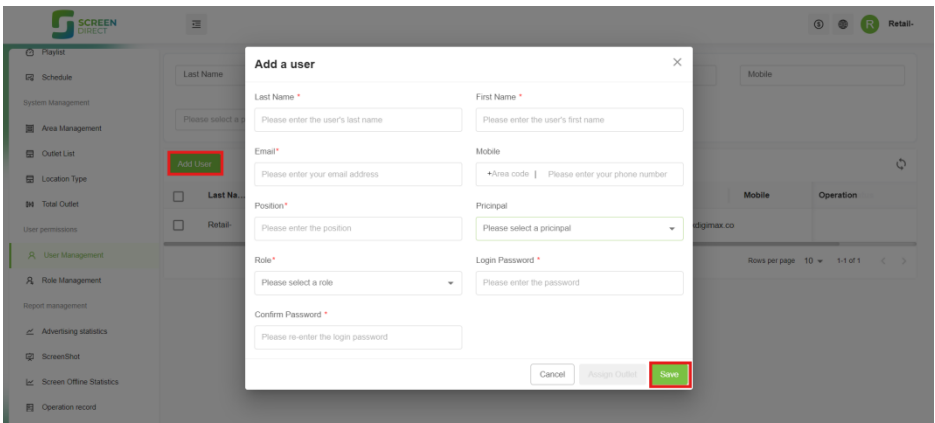 SCREEN
DIRECT
R
Retail-
Playlist
Schedule
System Management
Area Management
Outlet List
Location Type
Total Outlet
User permissions
User Management
Role Management
Report management
Advertising statistics
ScreenShot
Screen Offline Statistics
Operation record
Last Name
Mobile
Please select a p
Add User
Last Na...
Mobile
Operation
Retail-
digimax.co
Rows per page 10 1-1 of 1
Add a user
Last Name *
First Name *
Please enter the user's last name
Please enter the user's first name
Email*
Mobile
Please enter your email address
+Area code | Please enter your phone number
Position*
Pricinpal
Please enter the position
Please select a pricinpal
Role*
Login Password *
Please select a role
Please enter the password
Confirm Password *
Please re-enter the login password
Cancel
Assign Outlet
Save